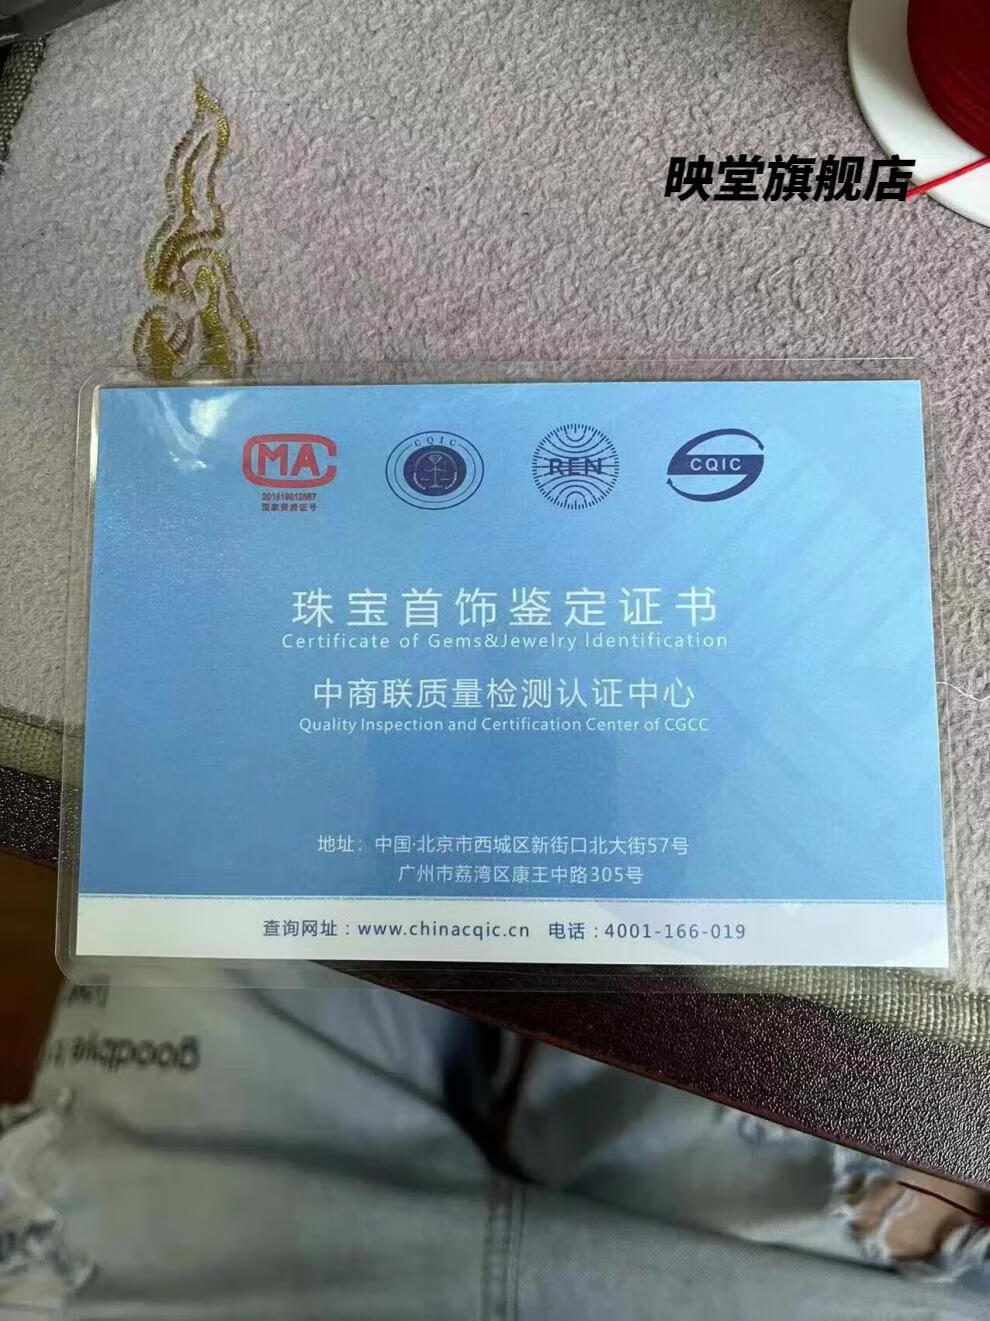 映堂旗舰店
MA
CQIC
REN
CQIC
国家资质证号
珠宝首饰鉴定证书
Certificate of Gems&Jewelry Identification
中商联质量检测认证中心
Quality Inspection and Certification Center of CGCC
地址：中国·北京市西城区新街口北大街57号
广州市荔湾区康王中路305号
查询网址：www.chinacqic.cn 电话：4001-166-019
goodbye